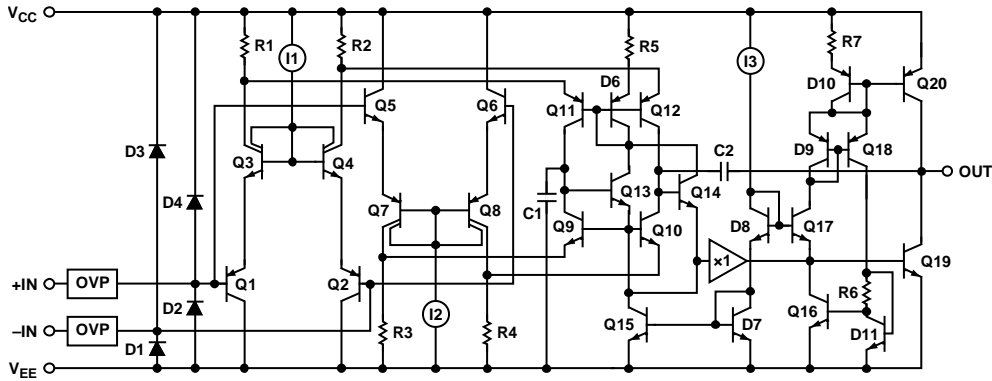 VCC
R1
I1
R2
R5
I3
R7
D6
D10
Q20
Q5
Q6
Q11
Q12
D3
Q3
Q4
D9
Q18
C2
OUT
D4
Q7
Q8
C1
Q13
Q14
Q9
Q10
D8
Q17
×1
Q19
+IN
OVP
D2
Q1
Q2
I2
R6
–IN
OVP
D1
R3
R4
Q15
D7
Q16
D11
VEE